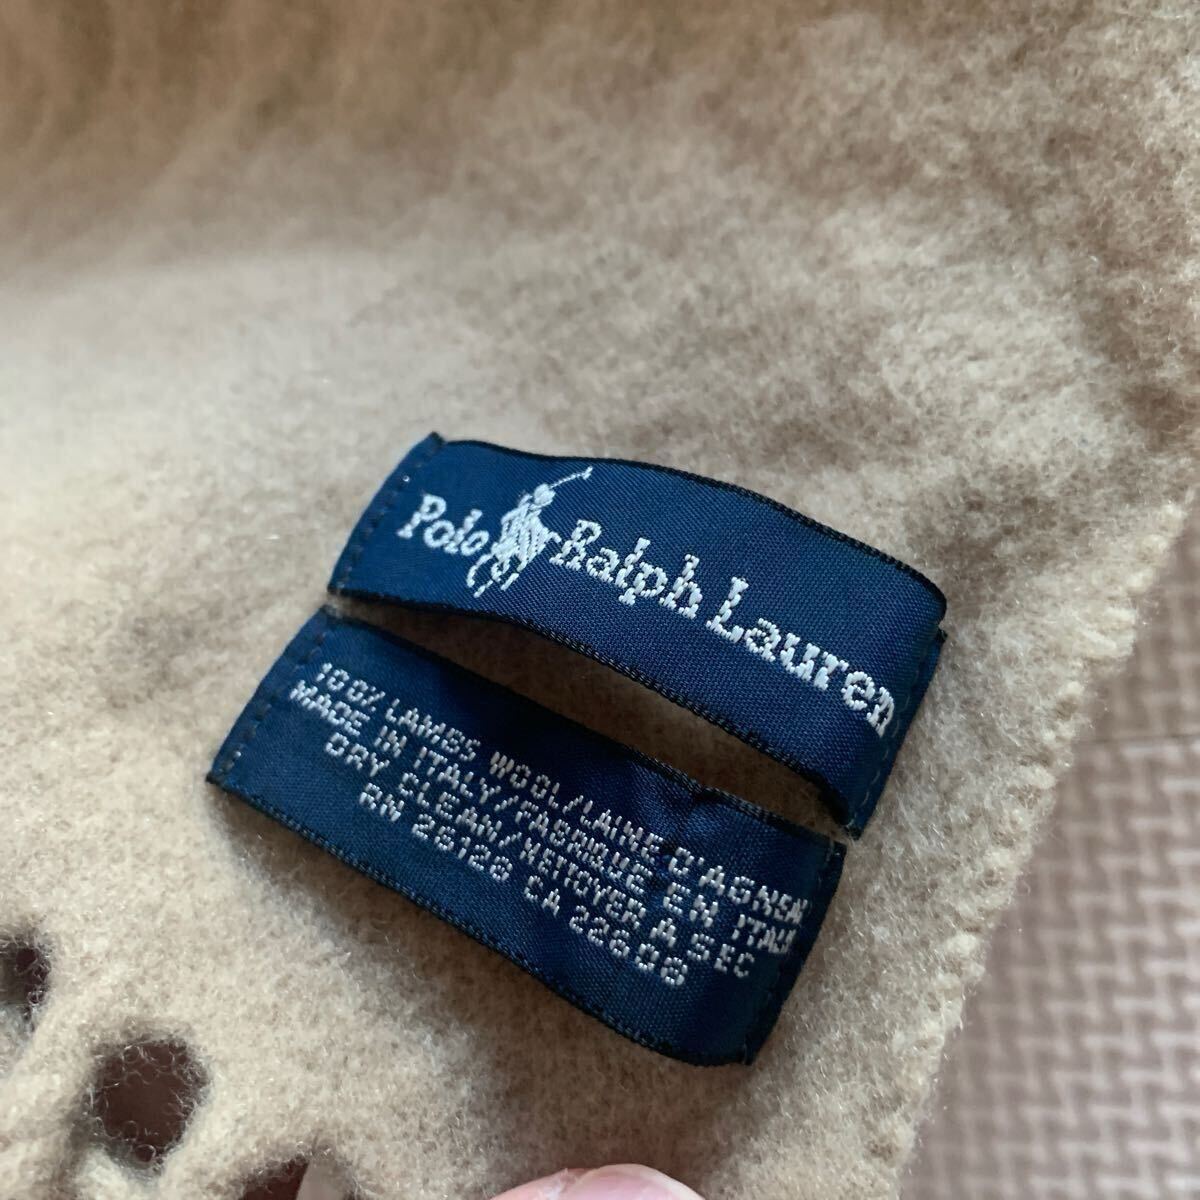 Polo Ralph Lauren
100% LAMBS WOOL/LAINE D'AGNEAU
MADE IN ITALY/FABRIQUE EN ITALIE
DRY CLEAN/NETTOYER A SEC
RN 26128 CA 22608